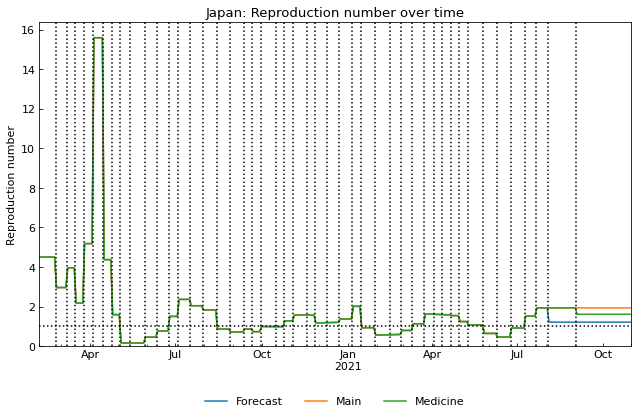 Japan: Reproduction number over time
Reproduction number
16
14
12
10
8
6
4
2
0
Apr Jul Oct Jan Apr Jul Oct
2021
Forecast Main Medicine